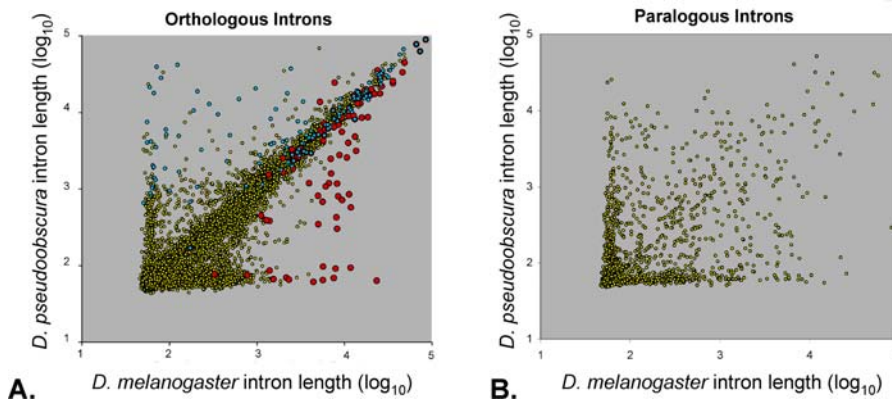 Orthologous Introns
D. pseudoobscura intron length (log10)
5
4
3
2
1
1 2 3 4 5
D. melanogaster intron length (log10)
A.
Paralogous Introns
D. pseudoobscura intron length (log10)
5
4
3
2
1
1 2 3 4
D. melanogaster intron length (log10)
B.